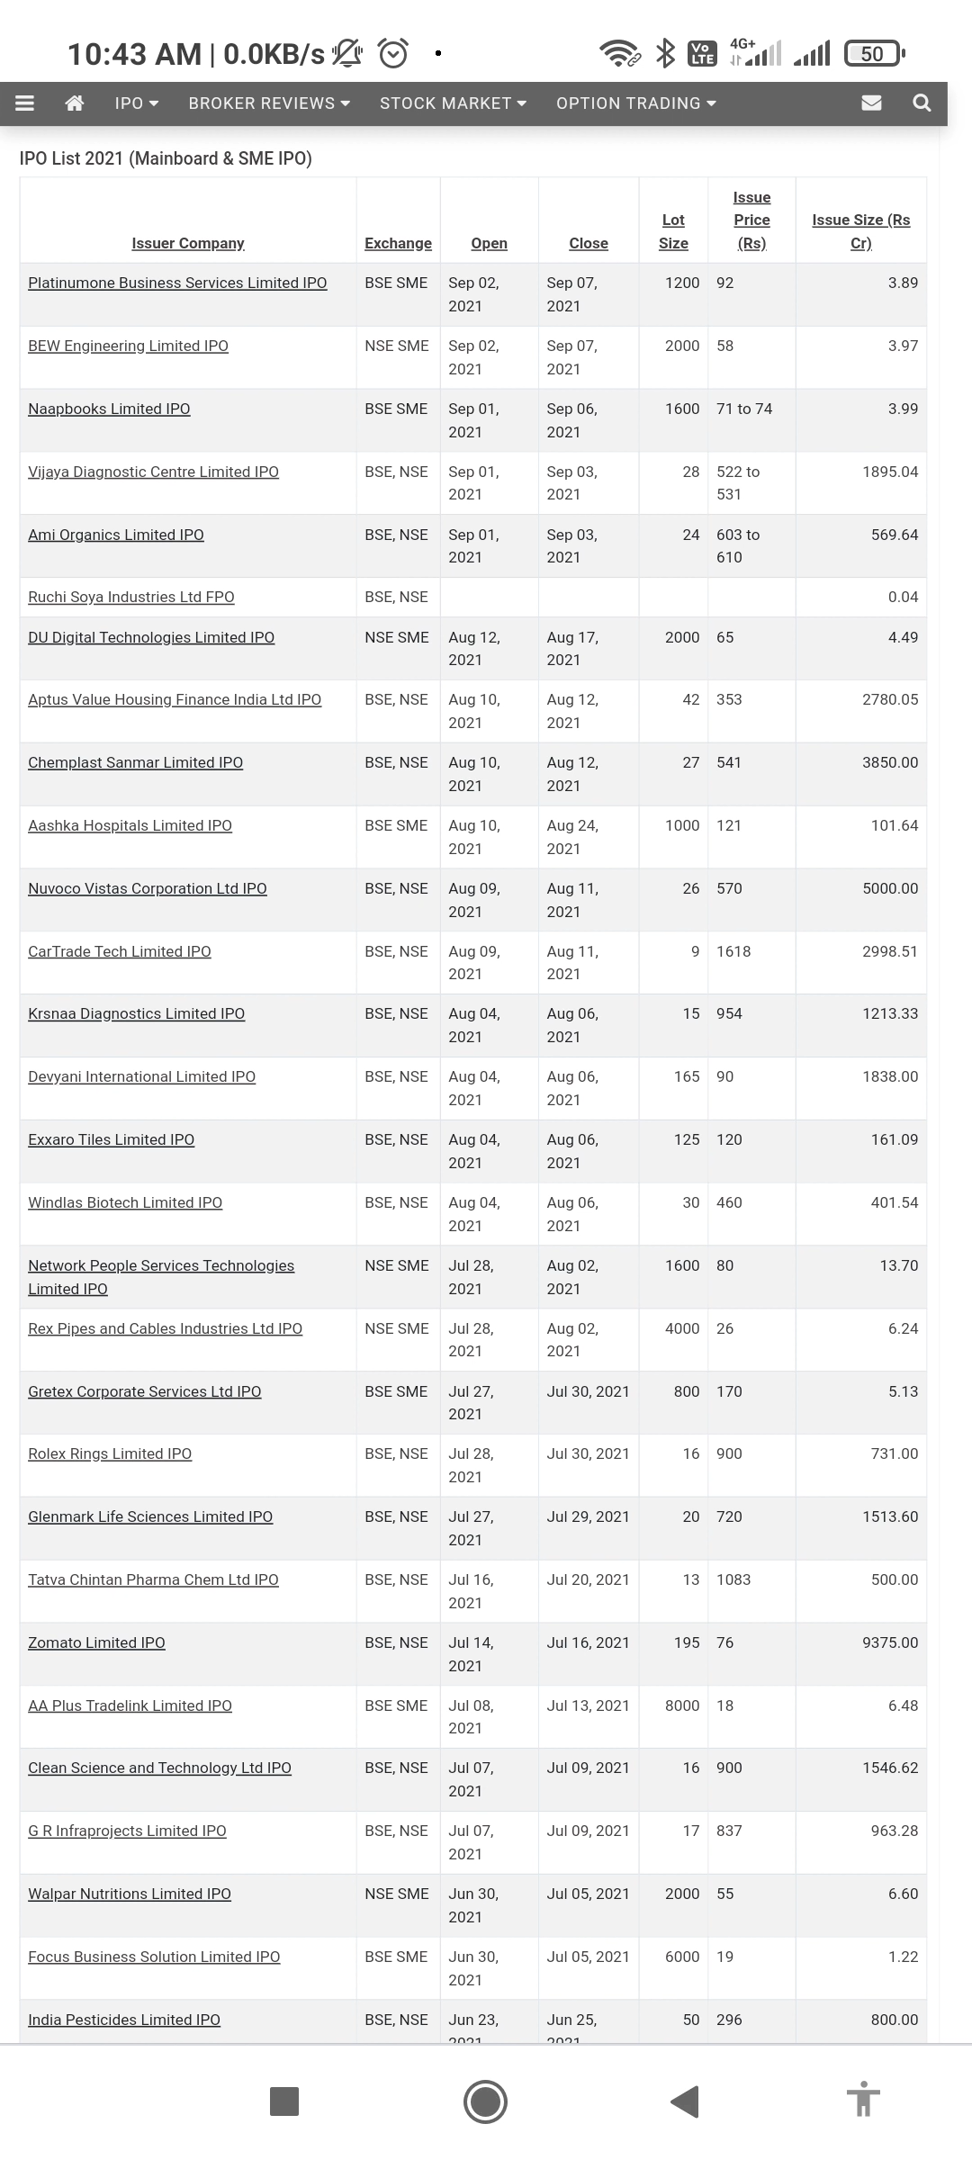 10:43 AM | 0.0KB/s
Vo LTE 4G+ 50
IPO BROKER REVIEWS STOCK MARKET OPTION TRADING
IPO List 2021 (Mainboard & SME IPO)
Issuer Company Exchange Open Close Lot Size Issue Price (Rs) Issue Size (Rs Cr)
Platinumone Business Services Limited IPO BSE SME Sep 02, 2021 Sep 07, 2021 1200 92 3.89
BEW Engineering Limited IPO NSE SME Sep 02, 2021 Sep 07, 2021 2000 58 3.97
Naapbooks Limited IPO BSE SME Sep 01, 2021 Sep 06, 2021 1600 71 to 74 3.99
Vijaya Diagnostic Centre Limited IPO BSE, NSE Sep 01, 2021 Sep 03, 2021 28 522 to 531 1895.04
Ami Organics Limited IPO BSE, NSE Sep 01, 2021 Sep 03, 2021 24 603 to 610 569.64
Ruchi Soya Industries Ltd FPO BSE, NSE 0.04
DU Digital Technologies Limited IPO NSE SME Aug 12, 2021 Aug 17, 2021 2000 65 4.49
Aptus Value Housing Finance India Ltd IPO BSE, NSE Aug 10, 2021 Aug 12, 2021 42 353 2780.05
Chemplast Sanmar Limited IPO BSE, NSE Aug 10, 2021 Aug 12, 2021 27 541 3850.00
Aashka Hospitals Limited IPO BSE SME Aug 10, 2021 Aug 24, 2021 1000 121 101.64
Nuvoco Vistas Corporation Ltd IPO BSE, NSE Aug 09, 2021 Aug 11, 2021 26 570 5000.00
CarTrade Tech Limited IPO BSE, NSE Aug 09, 2021 Aug 11, 2021 9 1618 2998.51
Krsnaa Diagnostics Limited IPO BSE, NSE Aug 04, 2021 Aug 06, 2021 15 954 1213.33
Devyani International Limited IPO BSE, NSE Aug 04, 2021 Aug 06, 2021 165 90 1838.00
Exxaro Tiles Limited IPO BSE, NSE Aug 04, 2021 Aug 06, 2021 125 120 161.09
Windlas Biotech Limited IPO BSE, NSE Aug 04, 2021 Aug 06, 2021 30 460 401.54
Network People Services Technologies Limited IPO NSE SME Jul 28, 2021 Aug 02, 2021 1600 80 13.70
Rex Pipes and Cables Industries Ltd IPO NSE SME Jul 28, 2021 Aug 02, 2021 4000 26 6.24
Gretex Corporate Services Ltd IPO BSE SME Jul 27, 2021 Jul 30, 2021 800 170 5.13
Rolex Rings Limited IPO BSE, NSE Jul 28, 2021 Jul 30, 2021 16 900 731.00
Glenmark Life Sciences Limited IPO BSE, NSE Jul 27, 2021 Jul 29, 2021 20 720 1513.60
Tatva Chintan Pharma Chem Ltd IPO BSE, NSE Jul 16, 2021 Jul 20, 2021 13 1083 500.00
Zomato Limited IPO BSE, NSE Jul 14, 2021 Jul 16, 2021 195 76 9375.00
AA Plus Tradelink Limited IPO BSE SME Jul 08, 2021 Jul 13, 2021 8000 18 6.48
Clean Science and Technology Ltd IPO BSE, NSE Jul 07, 2021 Jul 09, 2021 16 900 1546.62
G R Infraprojects Limited IPO BSE, NSE Jul 07, 2021 Jul 09, 2021 17 837 963.28
Walpar Nutritions Limited IPO NSE SME Jun 30, 2021 Jul 05, 2021 2000 55 6.60
Focus Business Solution Limited IPO BSE SME Jun 30, 2021 Jul 05, 2021 6000 19 1.22
India Pesticides Limited IPO BSE, NSE Jun 23, 2021 Jun 25, 2021 50 296 800.00